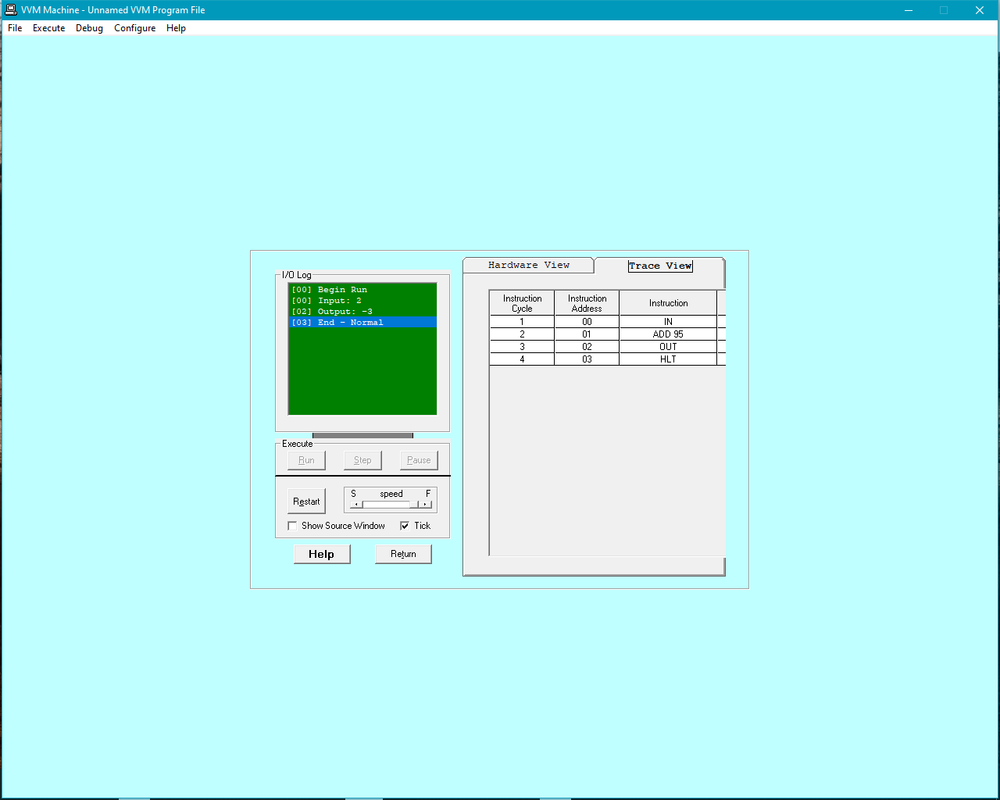 VVM Machine - Unnamed VVM Program File
File Execute Debug Configure Help
I/O Log
[00] Begin Run
[00] Input: 2
[02] Output: -3
[03] End - Normal
Execute
Run Step Pause
Restart
S speed F
Show Source Window Tick
Help Return
Hardware View Trace View
Instruction Cycle Instruction Address Instruction
1 00 IN
2 01 ADD 95
3 02 OUT
4 03 HLT